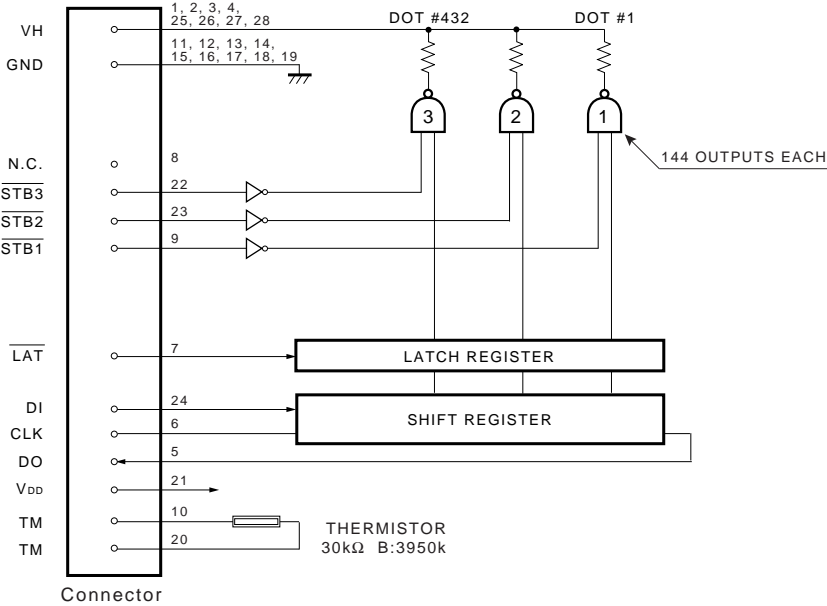 1, 2, 3, 4,
VH 25, 26, 27, 28 DOT #432 DOT #1
11, 12, 13, 14,
GND 15, 16, 17, 18, 19
3 2 1
144 OUTPUTS EACH
N.C. 8
STB3 22
STB2 23
STB1 9
LAT 7 LATCH REGISTER
DI 24
SHIFT REGISTER
CLK 6
DO 5
VDD 21
TM 10
THERMISTOR
TM 20 30kΩ B:3950k
Connector